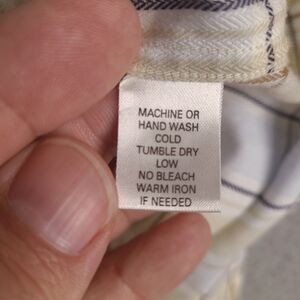 MACHINE OR
HAND WASH
COLD
TUMBLE DRY
LOW
NO BLEACH
WARM IRON
IF NEEDED